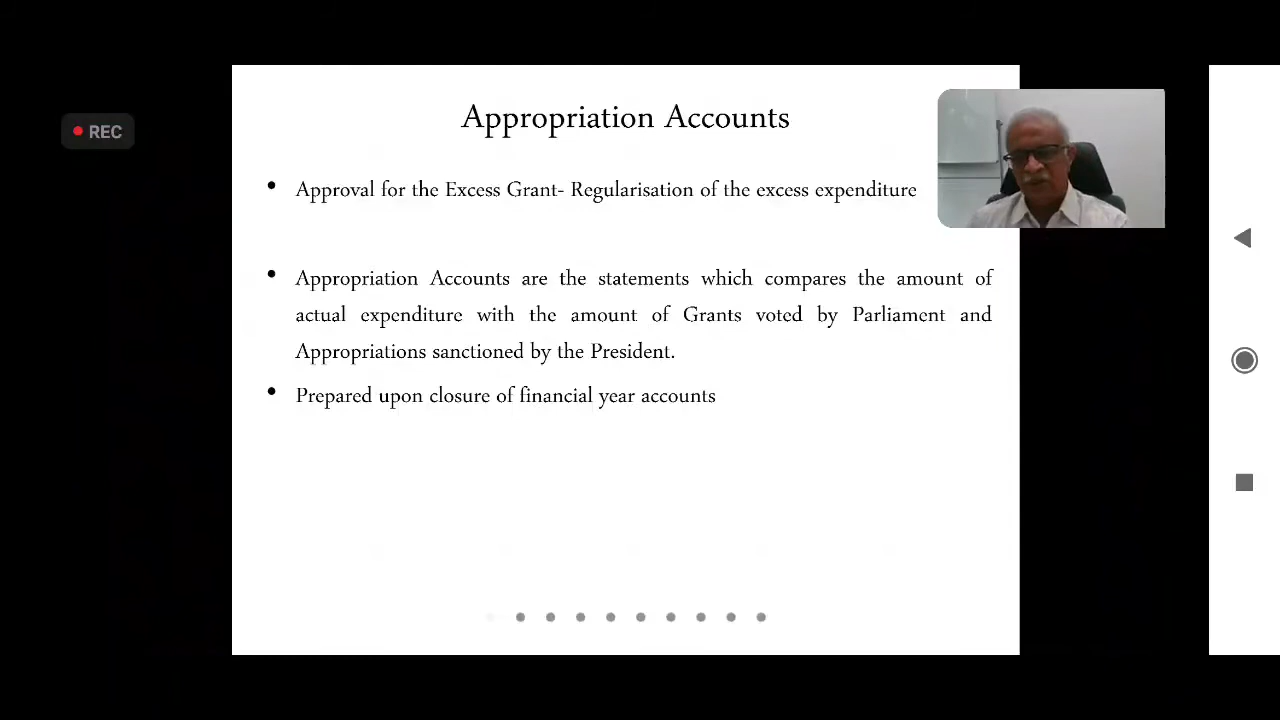 Appropriation Accounts
REC
• Approval for the Excess Grant- Regularisation of the excess expenditure
• Appropriation Accounts are the statements which compares the amount of
actual expenditure with the amount of Grants voted by Parliament and
Appropriations sanctioned by the President.
• Prepared upon closure of financial year accounts